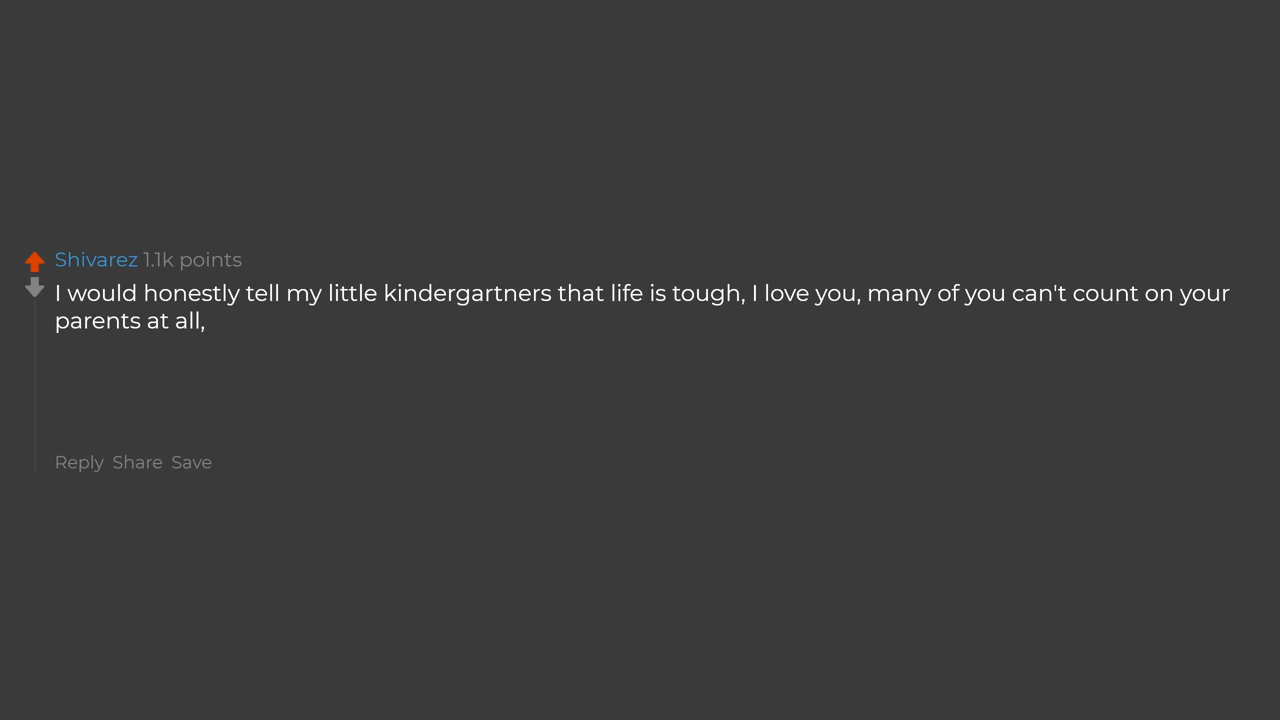 Shivarez 1.1k points
I would honestly tell my little kindergartners that life is tough, I love you, many of you can't count on your
parents at all,
Reply Share Save